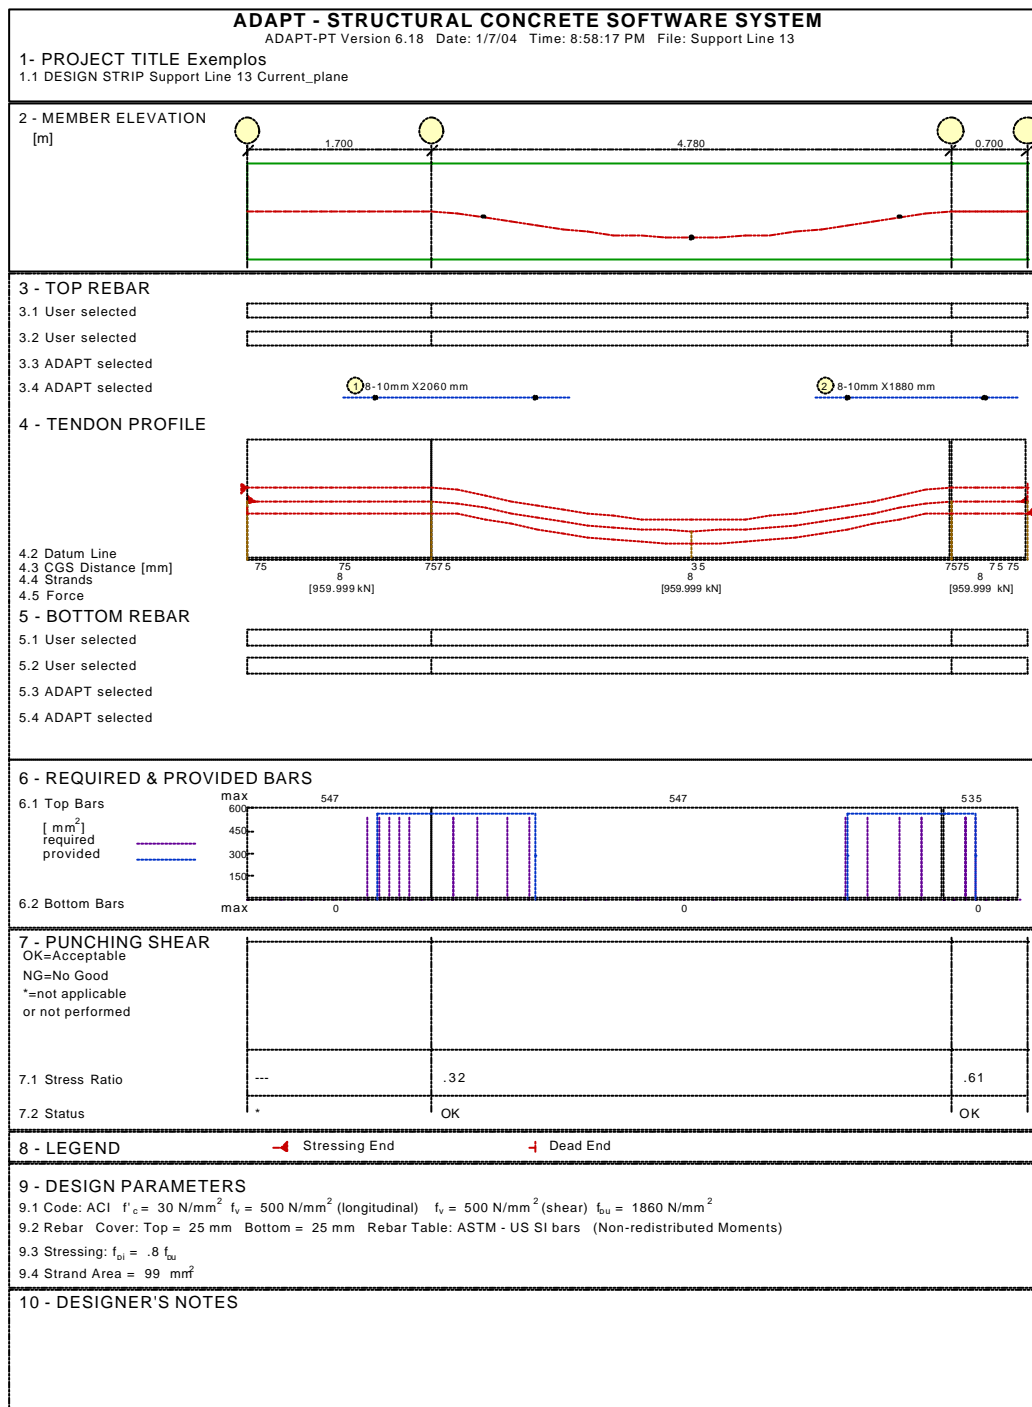 ADAPT - STRUCTURAL CONCRETE SOFTWARE SYSTEM
ADAPT-PT Version 6.18 Date: 1/7/04 Time: 8:58:17 PM File: Support Line 13
1- PROJECT TITLE Exemplos
1.1 DESIGN STRIP Support Line 13 Current_plane
2 - MEMBER ELEVATION
[m]
1.700 4.780 0.700
3 - TOP REBAR
3.1 User selected
3.2 User selected
3.3 ADAPT selected
3.4 ADAPT selected
1 8-10mm X2060 mm 2 8-10mm X1880 mm
4 - TENDON PROFILE
4.2 Datum Line
4.3 CGS Distance [mm] 75 75 7575 35 7575 75 75
4.4 Strands 8 8 8
4.5 Force [959.999 kN] [959.999 kN] [959.999 kN]
5 - BOTTOM REBAR
5.1 User selected
5.2 User selected
5.3 ADAPT selected
5.4 ADAPT selected
6 - REQUIRED & PROVIDED BARS
6.1 Top Bars max 547 547 535
600
[ mm²] 450
required
provided 300
150
6.2 Bottom Bars max 0 0 0
7 - PUNCHING SHEAR
OK=Acceptable
NG=No Good
*=not applicable
or not performed
7.1 Stress Ratio --- .32 .61
7.2 Status * OK OK
8 - LEGEND Stressing End Dead End
9 - DESIGN PARAMETERS
9.1 Code: ACI f'c = 30 N/mm² fy = 500 N/mm² (longitudinal) fy = 500 N/mm² (shear) fpu = 1860 N/mm²
9.2 Rebar Cover: Top = 25 mm Bottom = 25 mm Rebar Table: ASTM - US SI bars (Non-redistributed Moments)
9.3 Stressing: fpi = .8 fpu
9.4 Strand Area = 99 mm²
10 - DESIGNER'S NOTES